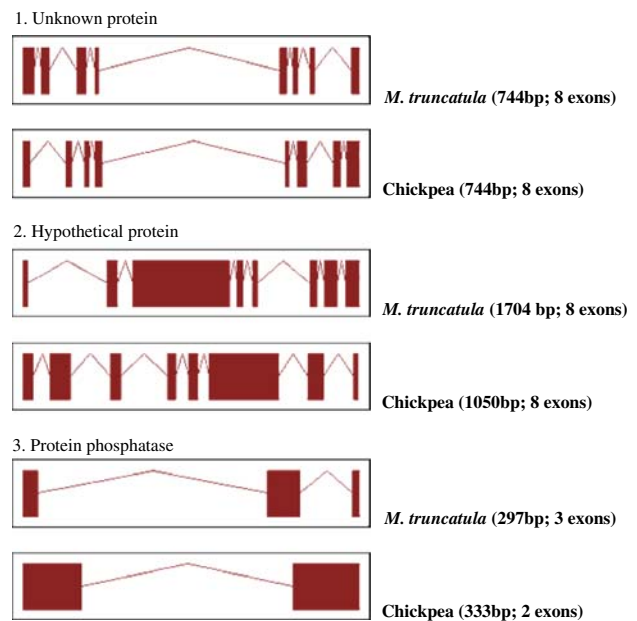 1. Unknown protein
M. truncatula (744bp; 8 exons)
Chickpea (744bp; 8 exons)
2. Hypothetical protein
M. truncatula (1704 bp; 8 exons)
Chickpea (1050bp; 8 exons)
3. Protein phosphatase
M. truncatula (297bp; 3 exons)
Chickpea (333bp; 2 exons)